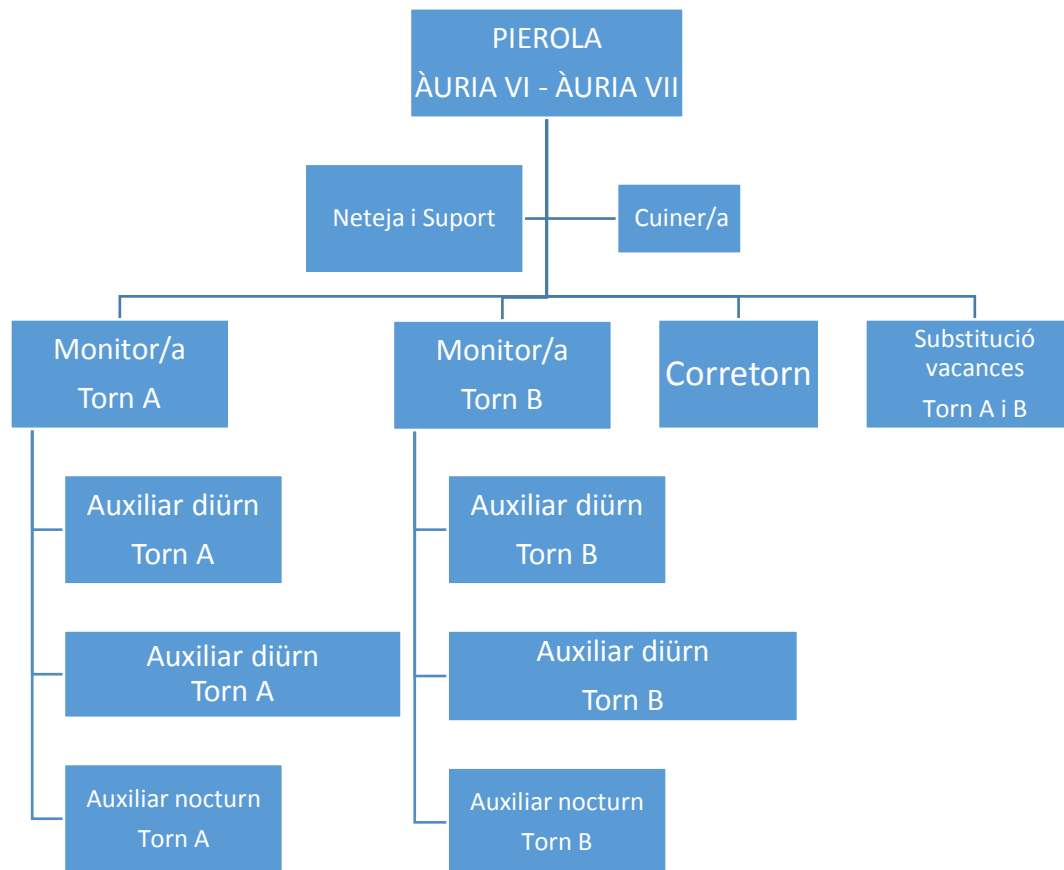 PIEROLA
ÀURIA VI - ÀURIA VII
Neteja i Suport
Cuiner/a
Monitor/a
Torn A
Monitor/a
Torn B
Corretorn
Substitució
vacances
Torn A i B
Auxiliar diürn
Torn A
Auxiliar diürn
Torn B
Auxiliar diürn
Torn A
Auxiliar diürn
Torn B
Auxiliar nocturn
Torn A
Auxiliar nocturn
Torn B